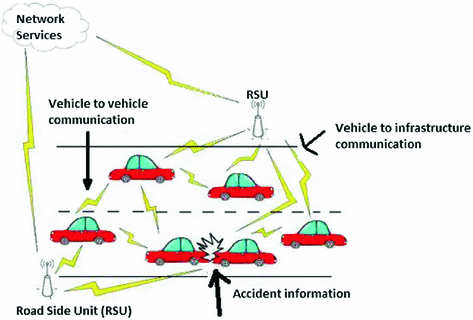 Network
Services
RSU
Vehicle to vehicle
communication
Vehicle to infrastructure
communication
Accident information
Road Side Unit (RSU)